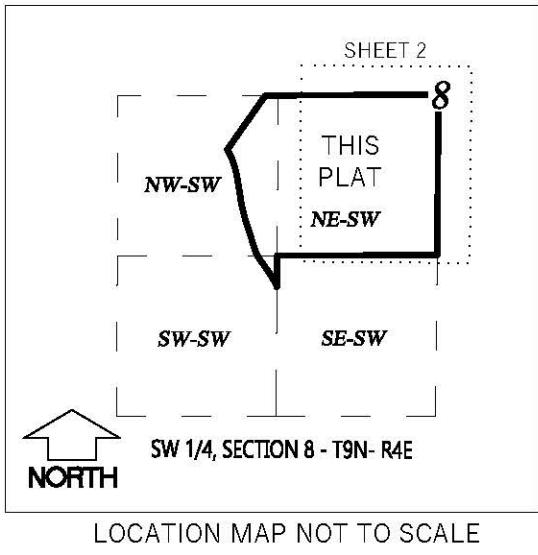 SHEET 2
8
THIS
PLAT
NW-SW
NE-SW
SW-SW
SE-SW
SW 1/4, SECTION 8 - T9N- R4E
NORTH
LOCATION MAP NOT TO SCALE